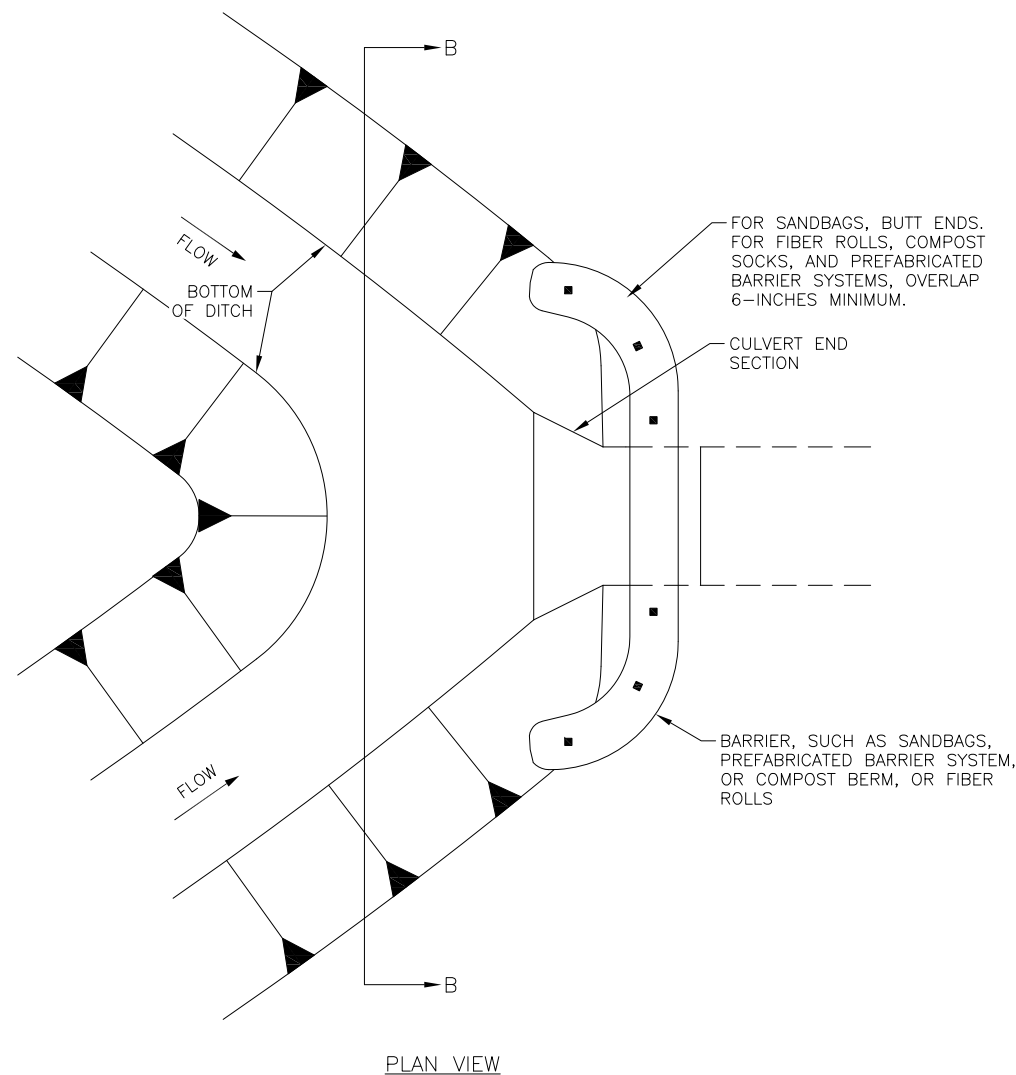 B
FOR SANDBAGS, BUTT ENDS.
FOR FIBER ROLLS, COMPOST
SOCKS, AND PREFABRICATED
BARRIER SYSTEMS, OVERLAP
6-INCHES MINIMUM.
FLOW
BOTTOM
OF DITCH
CULVERT END
SECTION
BARRIER, SUCH AS SANDBAGS,
PREFABRICATED BARRIER SYSTEM,
OR COMPOST BERM, OR FIBER
ROLLS
FLOW
B
PLAN VIEW